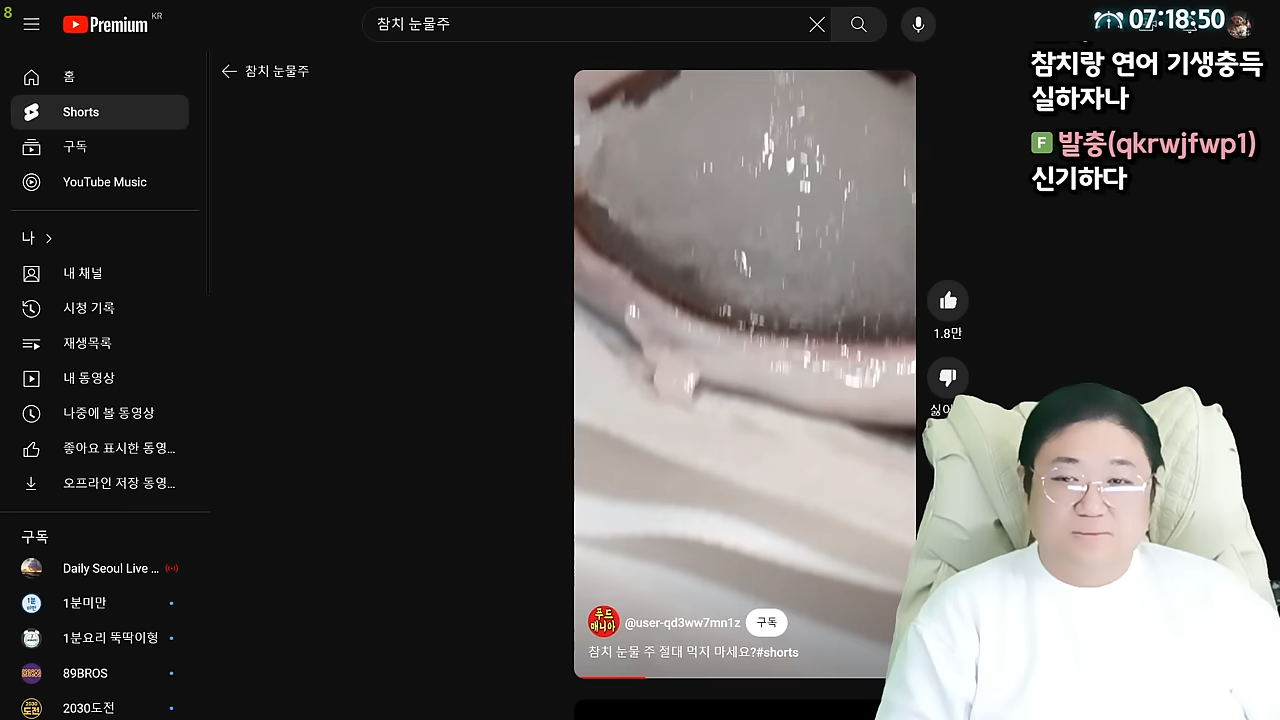 8
Premium KR
참치 눈물주
07:18:50
참치 눈물주
참치랑 연어 기생충득
실하자나
F 발충(qkrwjfwp1)
신기하다
홈
Shorts
구독
YouTube Music
나
내 채널
시청 기록
재생목록
내 동영상
나중에 볼 동영상
좋아요 표시한 동영...
오프라인 저장 동영...
구독
Daily Seoul Live ...
1분미만
1분요리 뚝딱이형
89BROS
2030도전
1.8만
푸드
매니아
@user-qd3ww7mn1z 구독
참치 눈물 주 절대 먹지 마세요?#shorts